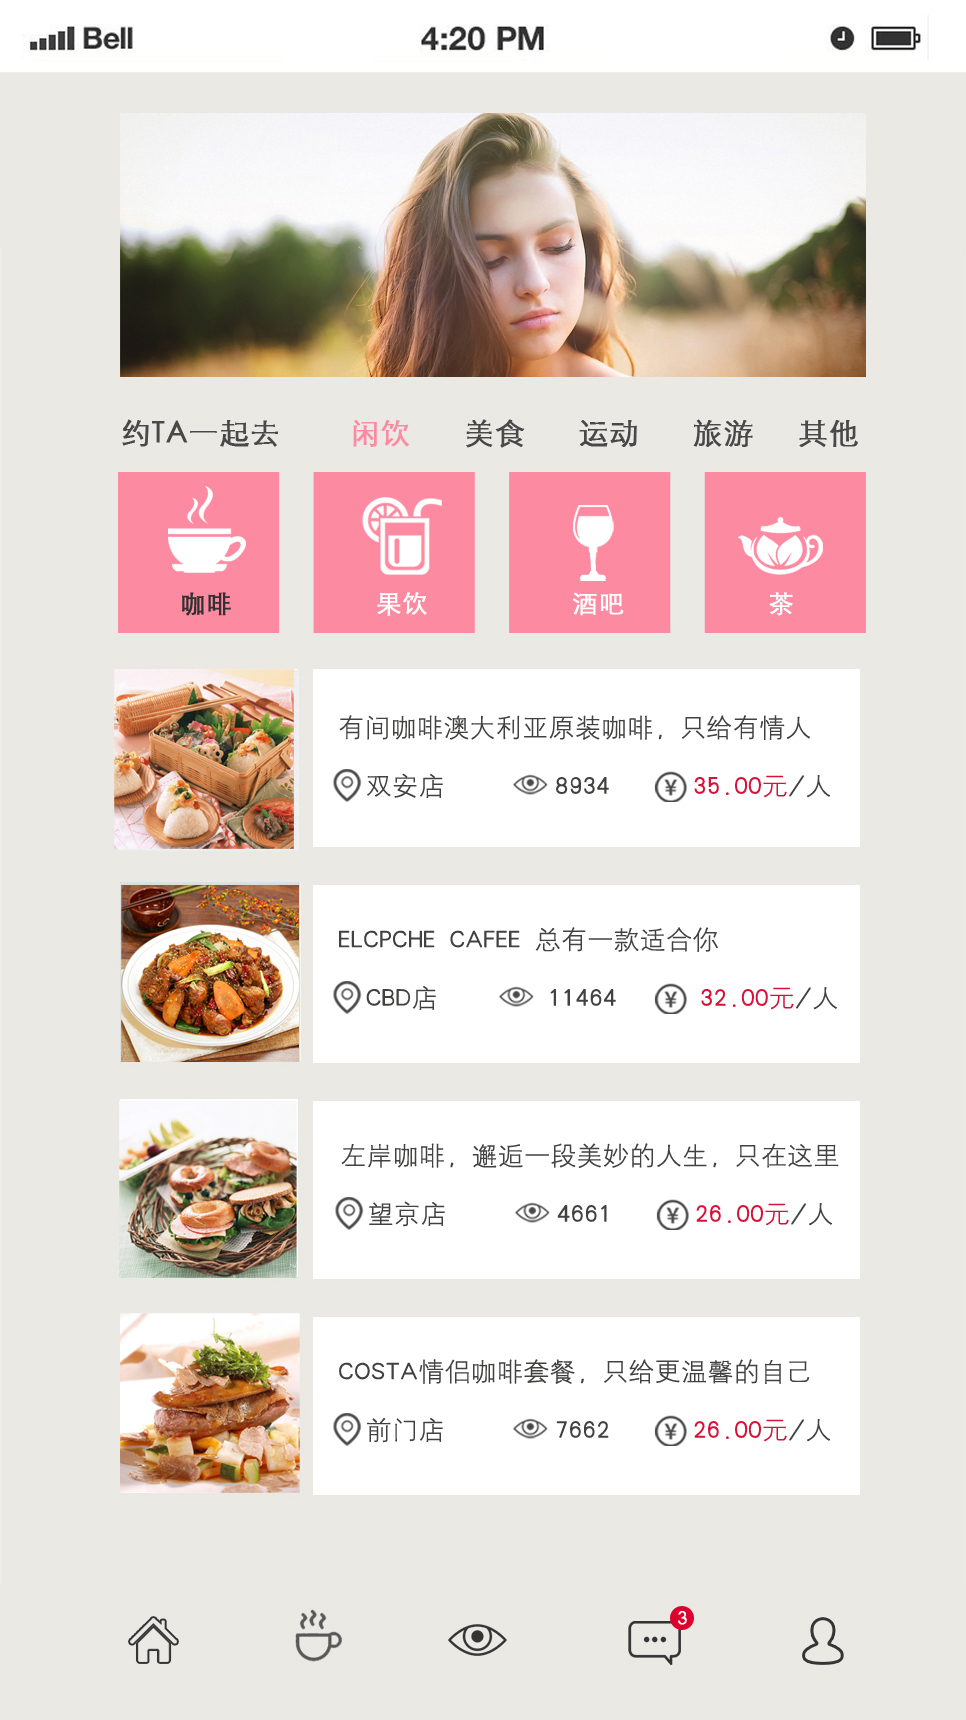 Bell 4:20 PM
约TA一起去 闲饮 美食 运动 旅游 其他
咖啡 果饮 酒吧 茶
有间咖啡澳大利亚原装咖啡，只给有情人
双安店 8934 ¥ 35.00元/人
ELCPCHE CAFEE 总有一款适合你
CBD店 11464 ¥ 32.00元/人
左岸咖啡，邂逅一段美妙的人生，只在这里
望京店 4661 ¥ 26.00元/人
COSTA情侣咖啡套餐，只给更温馨的自己
前门店 7662 ¥ 26.00元/人
3